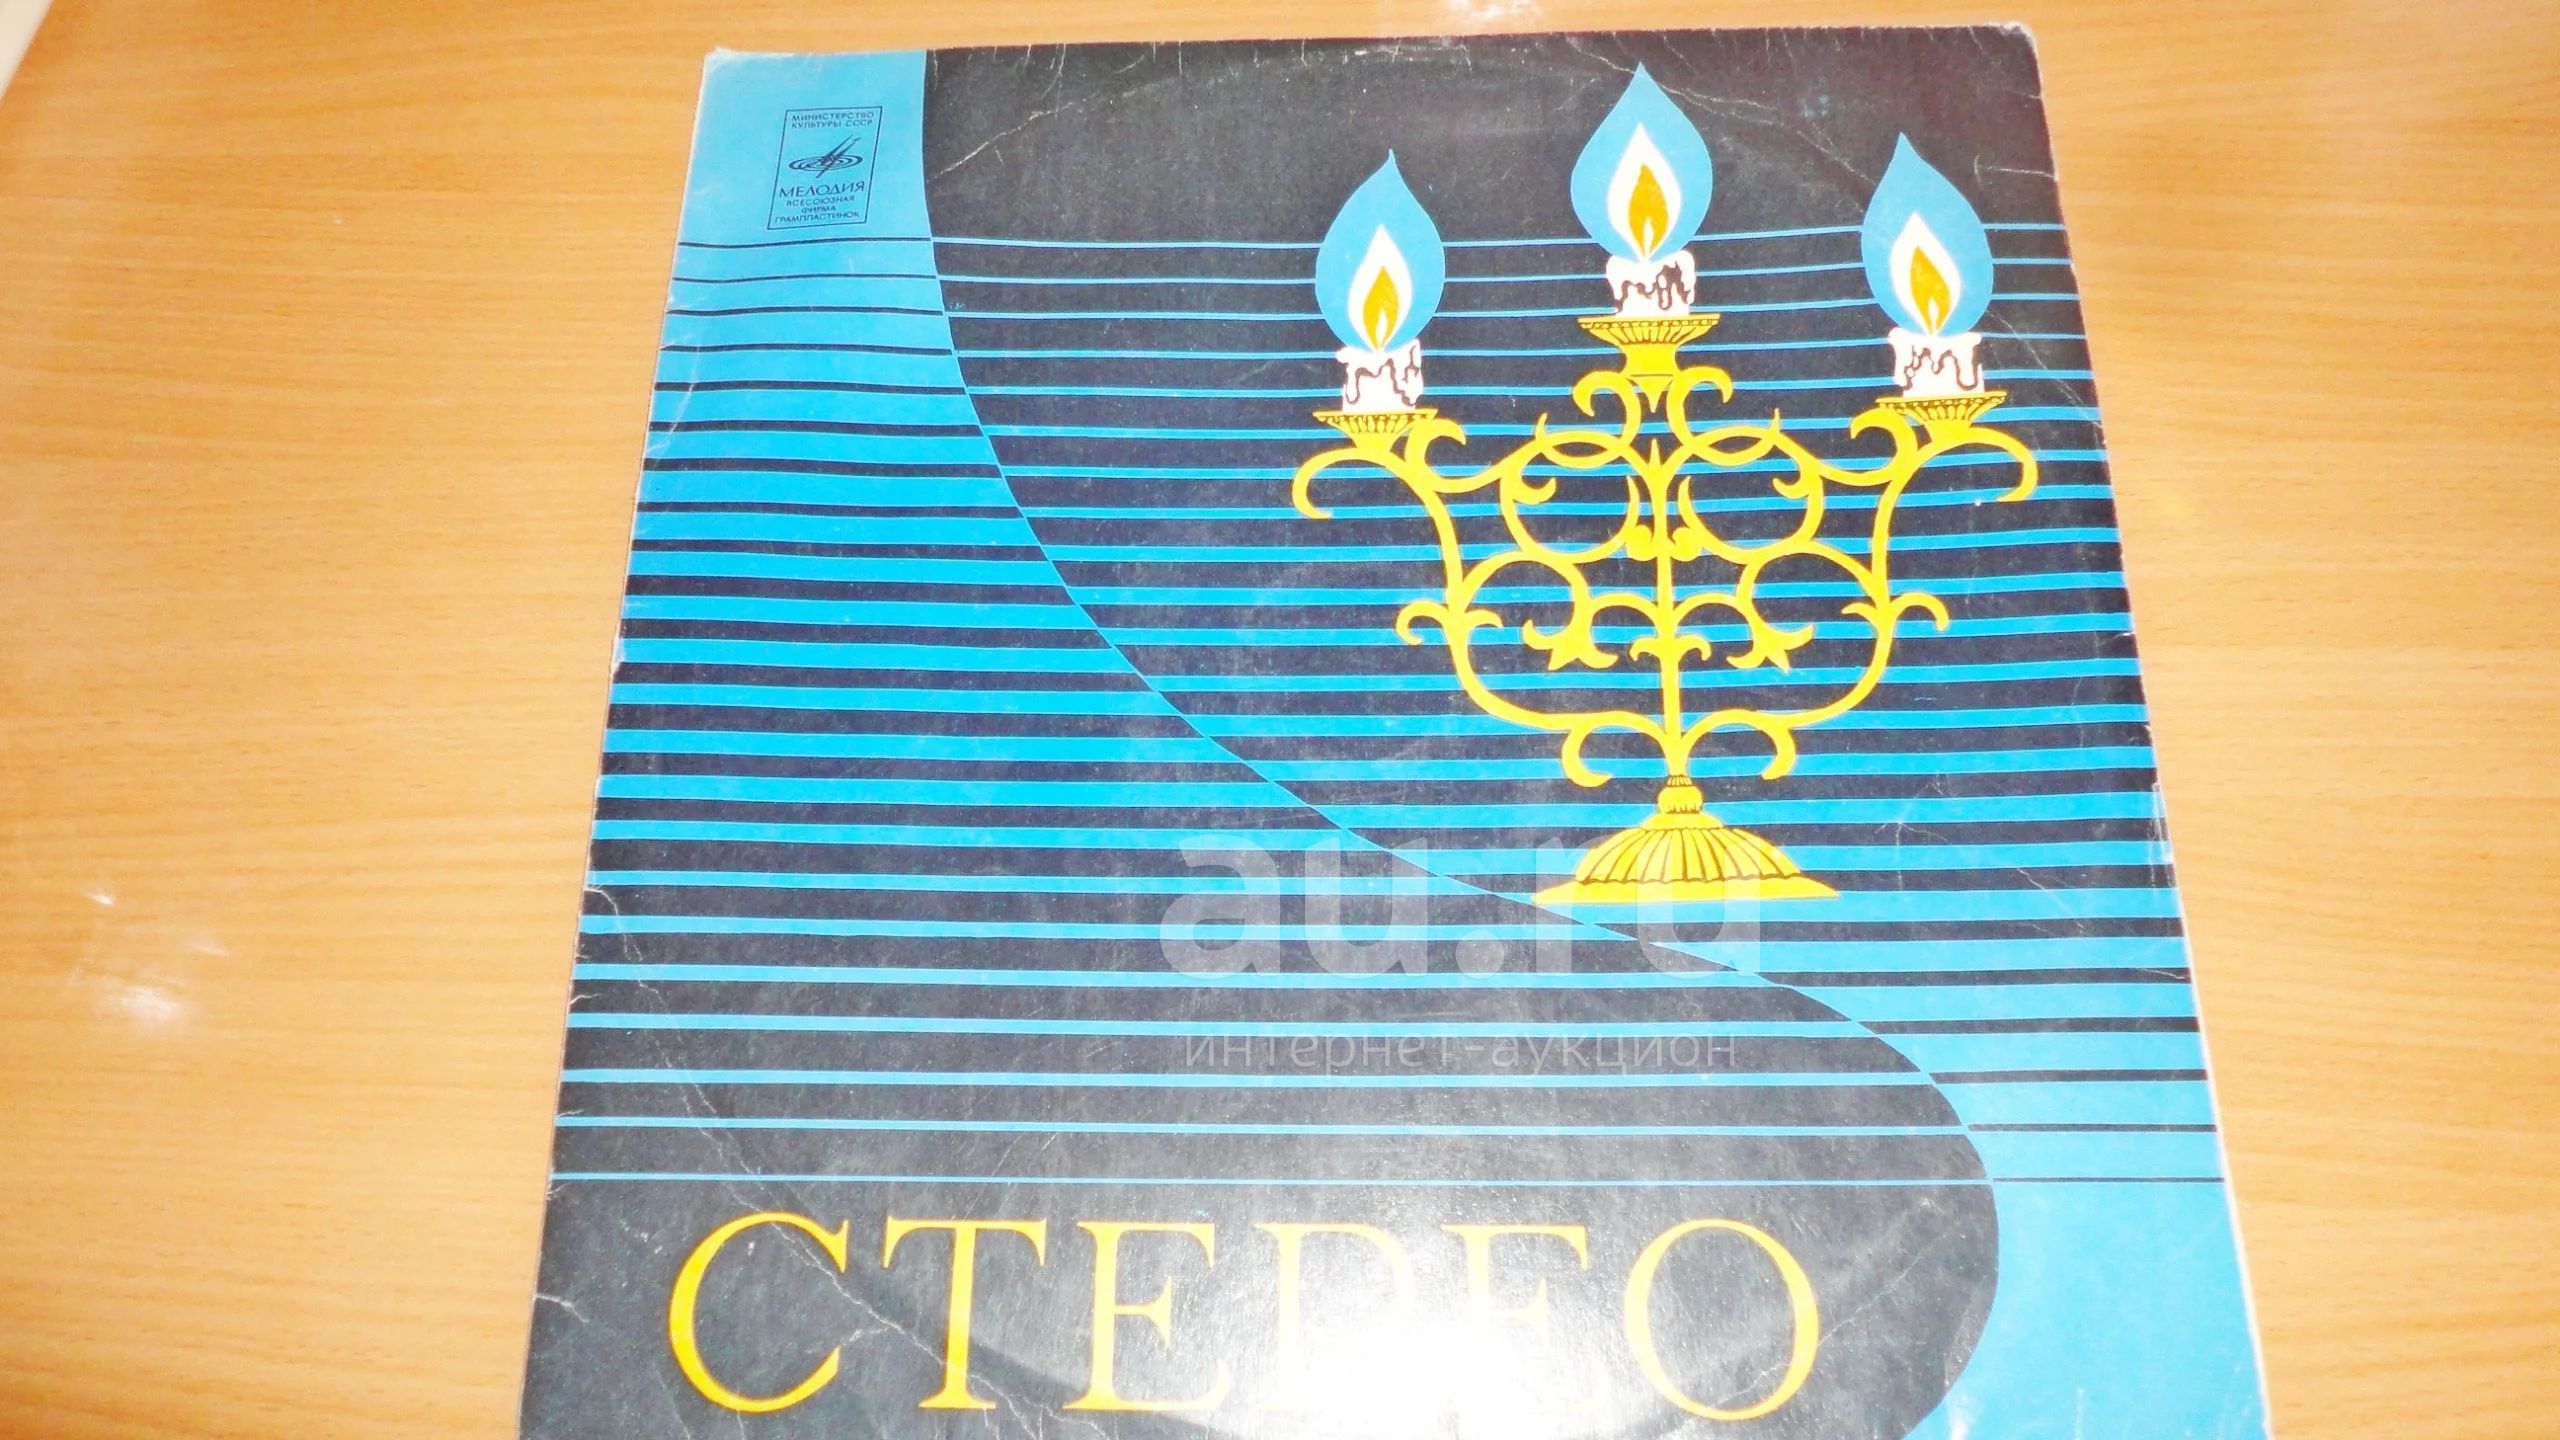 МИНИСТЕРСТВО
КУЛЬТУРЫ СССР
МЕЛОДИЯ
ВСЕСОЮЗНАЯ
ФИРМА
ГРАМПЛАСТИНОК
au.ru
интернет-аукцион
СТЕРЕО